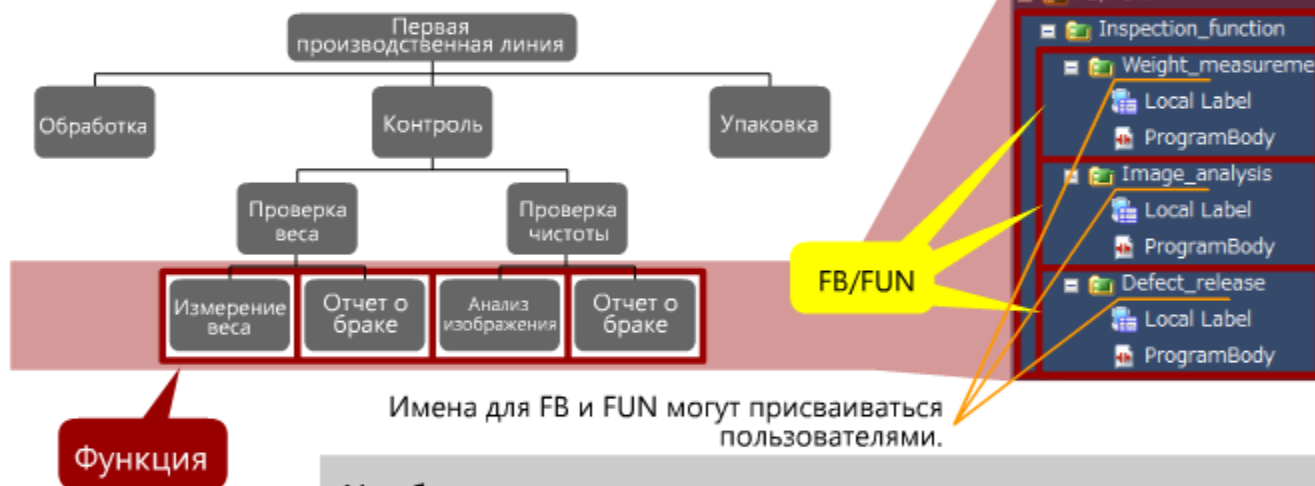 Первая
производственная линия
Обработка
Контроль
Упаковка
Проверка
веса
Проверка
чистоты
Измерение
веса
Отчет о
браке
Анализ
изображения
Отчет о
браке
Функция
FB/FUN
Inspection_function
Weight_measureme
Local Label
ProgramBody
Image_analysis
Local Label
ProgramBody
Defect_release
Local Label
ProgramBody
Имена для FB и FUN могут присваиваться
пользователями.